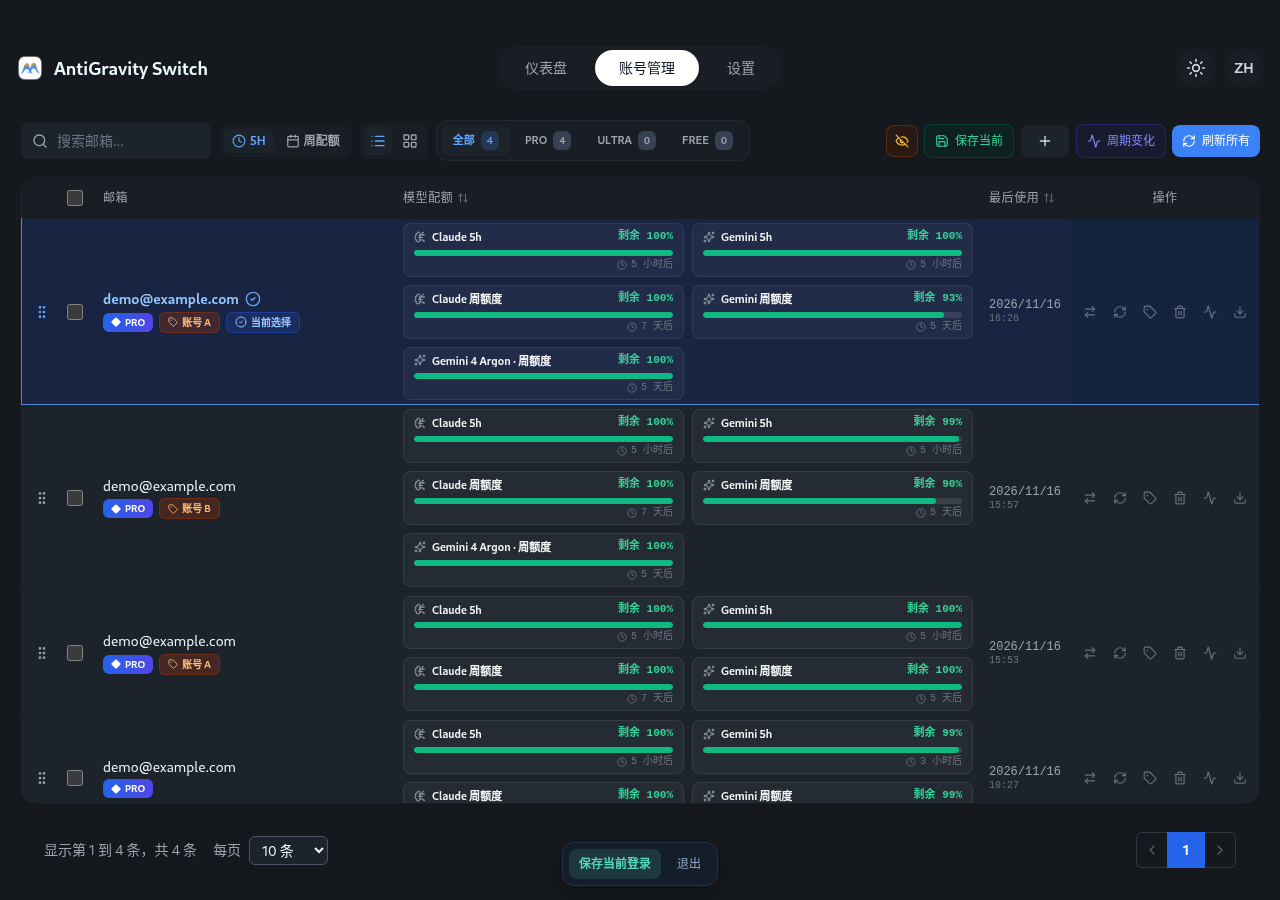 AntiGravity Switch
仪表盘
账号管理
设置
ZH
搜索邮箱...
5H
周配额
全部 4
PRO 4
ULTRA 0
FREE 0
保存当前
+
周期变化
刷新所有
邮箱
模型配额
最后使用
操作
Claude 5h 剩余 100%
5 小时后
Gemini 5h 剩余 100%
5 小时后
demo@example.com
PRO
账号 A
当前选择
Claude 周额度 剩余 100%
7 天后
Gemini 周额度 剩余 93%
5 天后
2026/11/16
16:26
Gemini 4 Argon · 周额度 剩余 100%
5 天后
Claude 5h 剩余 100%
5 小时后
Gemini 5h 剩余 99%
5 小时后
demo@example.com
PRO
账号 B
Claude 周额度 剩余 100%
7 天后
Gemini 周额度 剩余 90%
5 天后
2026/11/16
15:57
Gemini 4 Argon · 周额度 剩余 100%
5 天后
Claude 5h 剩余 100%
5 小时后
Gemini 5h 剩余 100%
5 小时后
demo@example.com
PRO
账号 A
Claude 周额度 剩余 100%
7 天后
Gemini 周额度 剩余 100%
5 天后
2026/11/16
15:53
Claude 5h 剩余 100%
5 小时后
Gemini 5h 剩余 99%
3 小时后
demo@example.com
PRO
Claude 周额度 剩余 100%
Gemini 周额度 剩余 99%
2026/11/16
10:27
显示第 1 到 4 条，共 4 条
每页
10 条
保存当前登录
退出
1